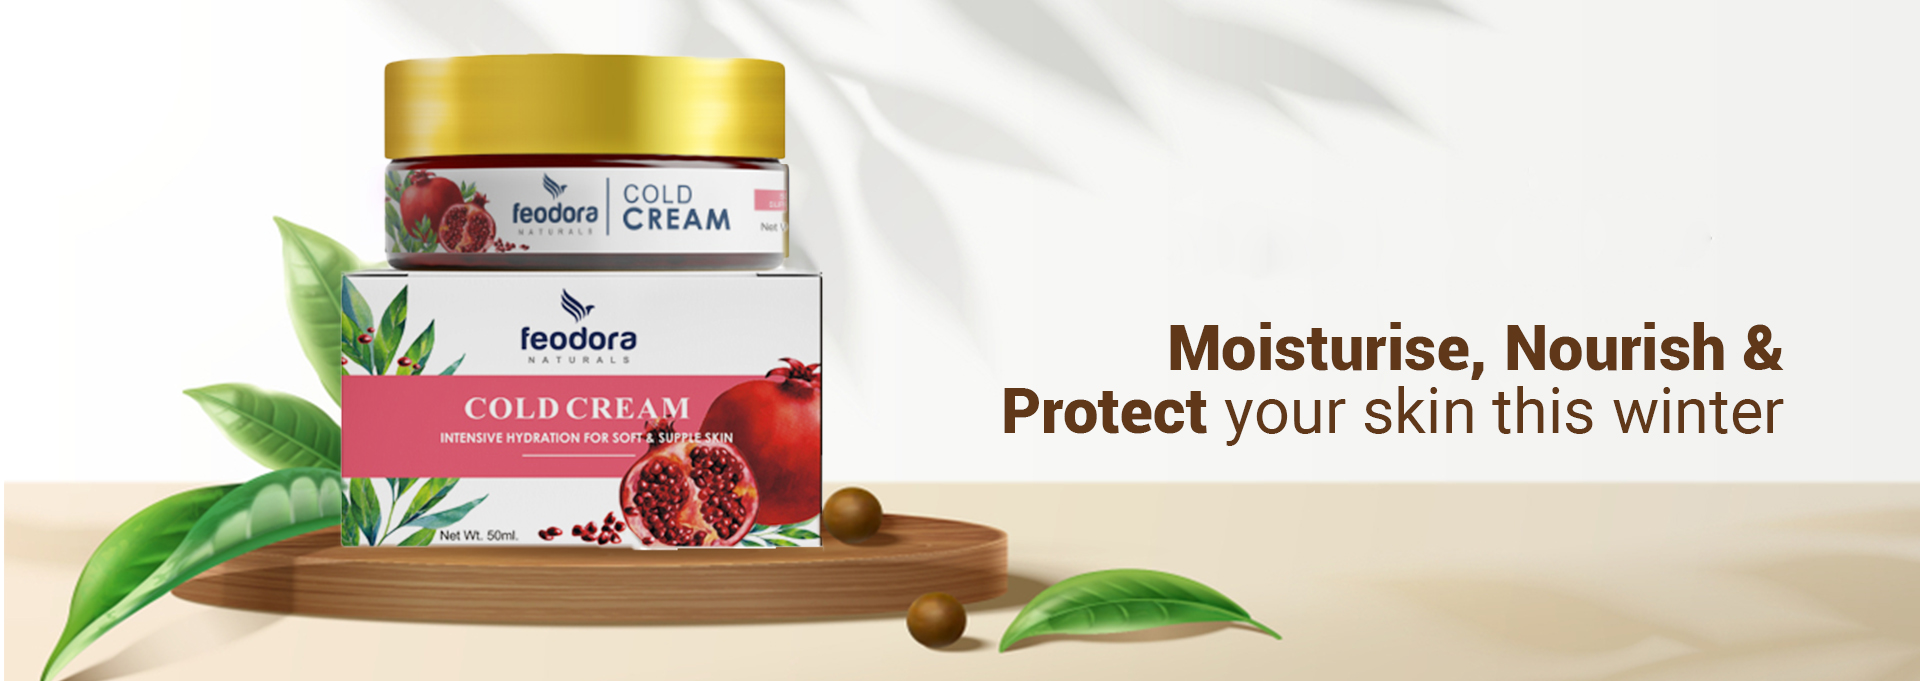 feodora
NATURALS
COLD
CREAM
Net
feodora
NATURALS
COLD CREAM
INTENSIVE HYDRATION FOR SOFT & SUPPLE SKIN
Net Wt. 50ml.
Moisturise, Nourish &
Protect your skin this winter